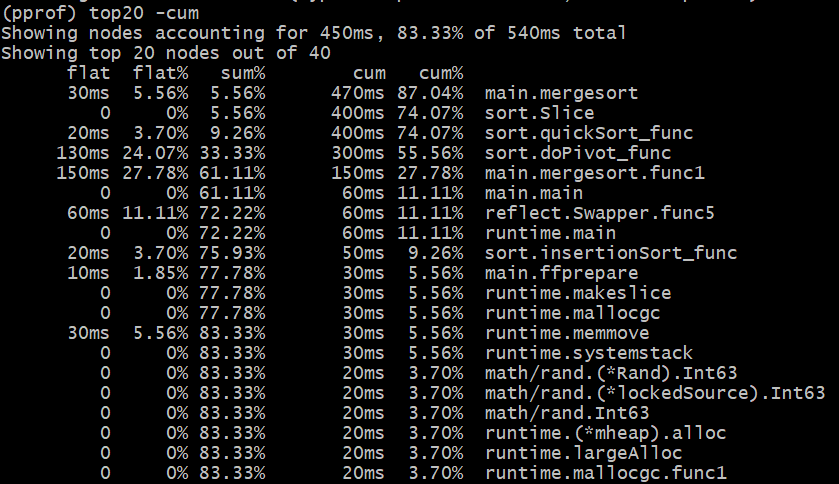 (pprof) top20 -cum
Showing nodes accounting for 450ms, 83.33% of 540ms total
Showing top 20 nodes out of 40
flat flat% sum% cum cum%
30ms 5.56% 5.56% 470ms 87.04% main.mergesort
0 0% 5.56% 400ms 74.07% sort.Slice
20ms 3.70% 9.26% 400ms 74.07% sort.quickSort_func
130ms 24.07% 33.33% 300ms 55.56% sort.doPivot_func
150ms 27.78% 61.11% 150ms 27.78% main.mergesort.func1
0 0% 61.11% 60ms 11.11% main.main
60ms 11.11% 72.22% 60ms 11.11% reflect.Swapper.func5
0 0% 72.22% 60ms 11.11% runtime.main
20ms 3.70% 75.93% 50ms 9.26% sort.insertionSort_func
10ms 1.85% 77.78% 30ms 5.56% main.ffprepare
0 0% 77.78% 30ms 5.56% runtime.makeslice
0 0% 77.78% 30ms 5.56% runtime.mallocgc
30ms 5.56% 83.33% 30ms 5.56% runtime.memmove
0 0% 83.33% 30ms 5.56% runtime.systemstack
0 0% 83.33% 20ms 3.70% math/rand.(*Rand).Int63
0 0% 83.33% 20ms 3.70% math/rand.(*lockedSource).Int63
0 0% 83.33% 20ms 3.70% math/rand.Int63
0 0% 83.33% 20ms 3.70% runtime.(*mheap).alloc
0 0% 83.33% 20ms 3.70% runtime.largeAlloc
0 0% 83.33% 20ms 3.70% runtime.mallocgc.func1